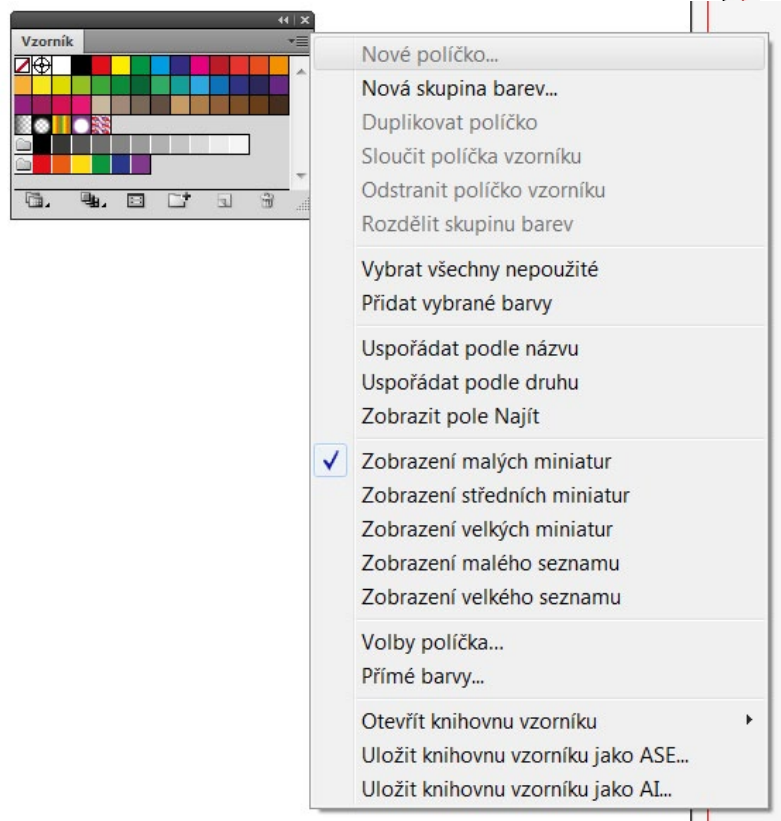 Vzorník
Nové políčko...
Nová skupina barev...
Duplikovat políčko
Sloučit políčka vzorníku
Odstranit políčko vzorníku
Rozdělit skupinu barev
Vybrat všechny nepoužité
Přidat vybrané barvy
Uspořádat podle názvu
Uspořádat podle druhu
Zobrazit pole Najít
Zobrazení malých miniatur
Zobrazení středních miniatur
Zobrazení velkých miniatur
Zobrazení malého seznamu
Zobrazení velkého seznamu
Volby políčka...
Přímé barvy...
Otevřít knihovnu vzorníku
Uložit knihovnu vzorníku jako ASE...
Uložit knihovnu vzorníku jako AI...